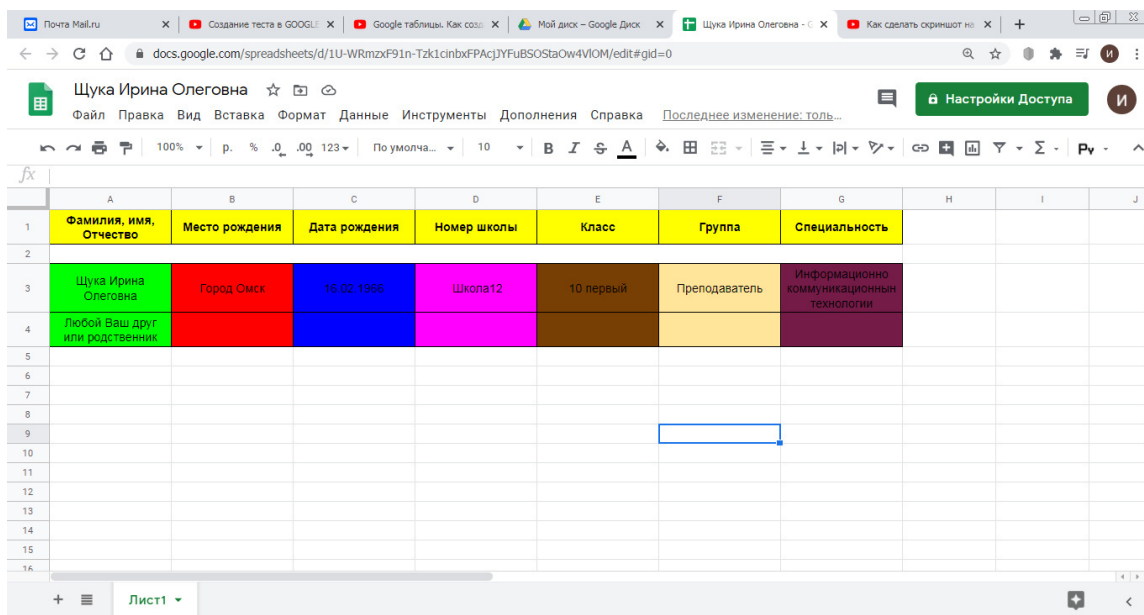 Почта Mail.ru
Создание теста в GOOGLE
Google таблицы. Как созд
Мой диск – Google Диск
Щука Ирина Олеговна - G
Как сделать скриншот на
docs.google.com/spreadsheets/d/1U-WRmzxF91n-Tzk1cinbxFPAcjJYFuBSOStaOw4VlOM/edit#gid=0
И
Щука Ирина Олеговна
Файл Правка Вид Вставка Формат Данные Инструменты Дополнения Справка Последнее изменение: толь…
Настройки Доступа
И
100% р. % .0 .00 123 По умолча... 10 B I S A Σ Ру
fx
A B C D E F G H I J
1 Фамилия, имя, Отчество Место рождения Дата рождения Номер школы Класс Группа Специальность
2
3 Щука Ирина Олеговна Город Омск 16.02.1966 Школа12 10 первый Преподаватель Информационно коммуникационнын технологии
4 Любой Ваш друг или родственник
5
6
7
8
9
10
11
12
13
14
15
16
Лист1